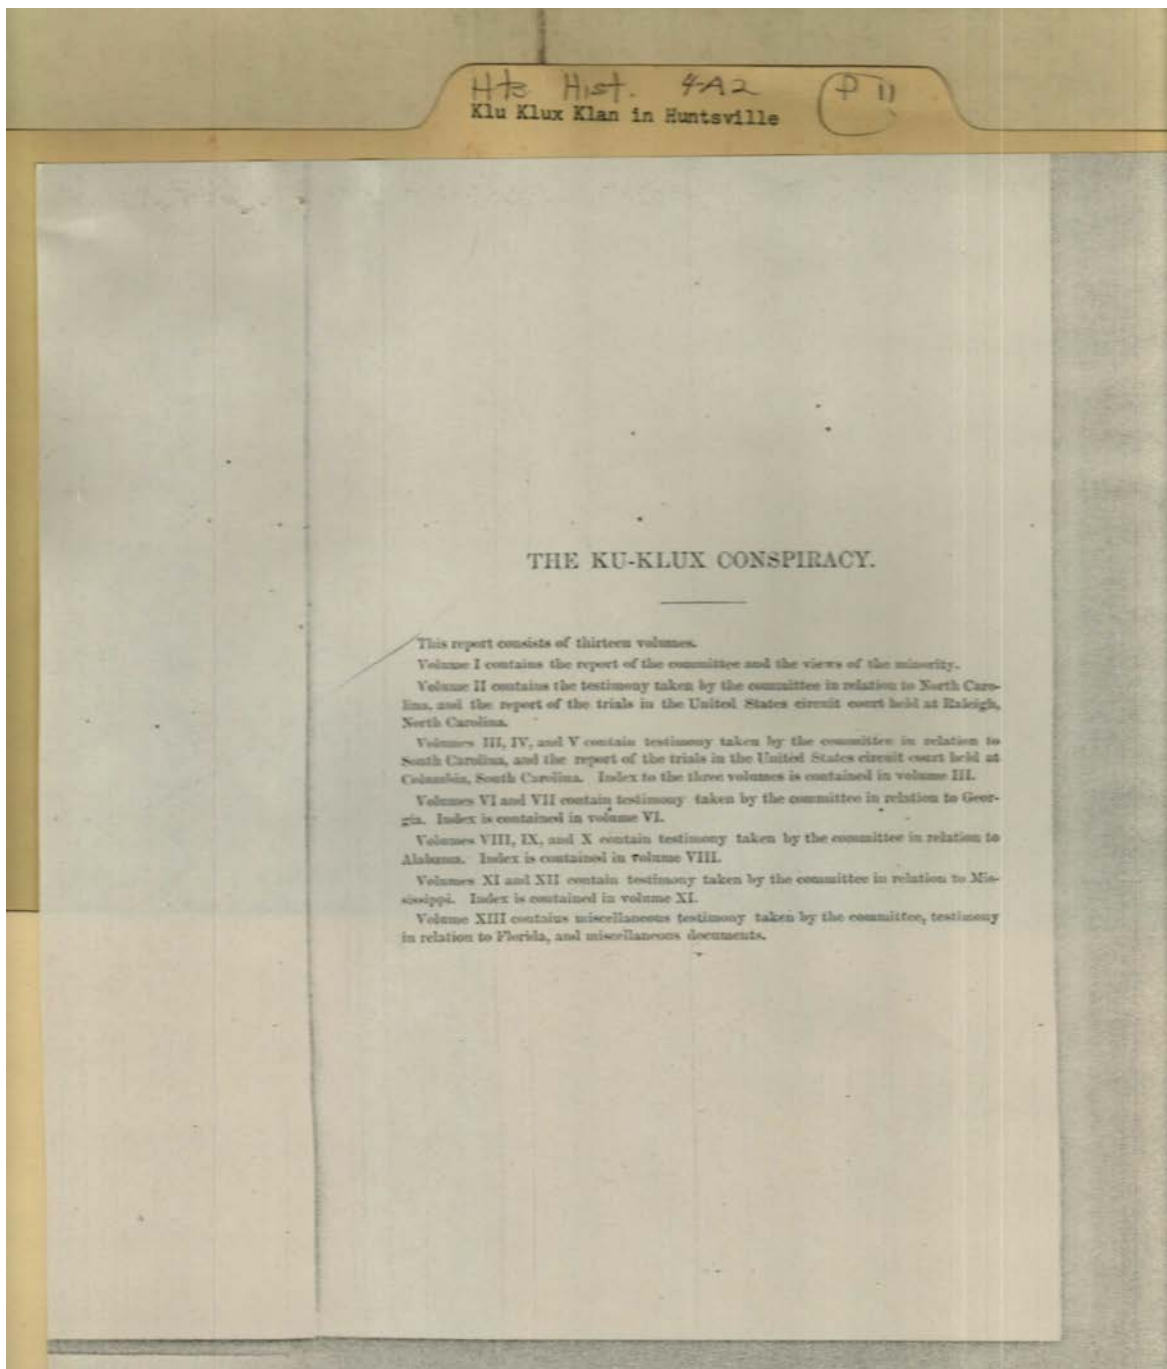 Hts Hist. 4-A2 P 11
Klu Klux Klan in Huntsville
THE KU-KLUX CONSPIRACY.
This report consists of thirteen volumes.
Volume I contains the report of the committee and the views of the minority.
Volume II contains the testimony taken by the committee in relation to North Caro-
lina, and the report of the trials in the United States circuit court held at Raleigh,
North Carolina.
Volumes III, IV, and V contain testimony taken by the committee in relation to
South Carolina, and the report of the trials in the United States circuit court held at
Columbia, South Carolina. Index to the three volumes is contained in volume III.
Volumes VI and VII contain testimony taken by the committee in relation to Geor-
gia. Index is contained in volume VI.
Volumes VIII, IX, and X contain testimony taken by the committee in relation to
Alabama. Index is contained in volume VIII.
Volumes XI and XII contain testimony taken by the committee in relation to Mis-
sissippi. Index is contained in volume XI.
Volume XIII contains miscellaneous testimony taken by the committee, testimony
in relation to Florida, and miscellaneous documents.